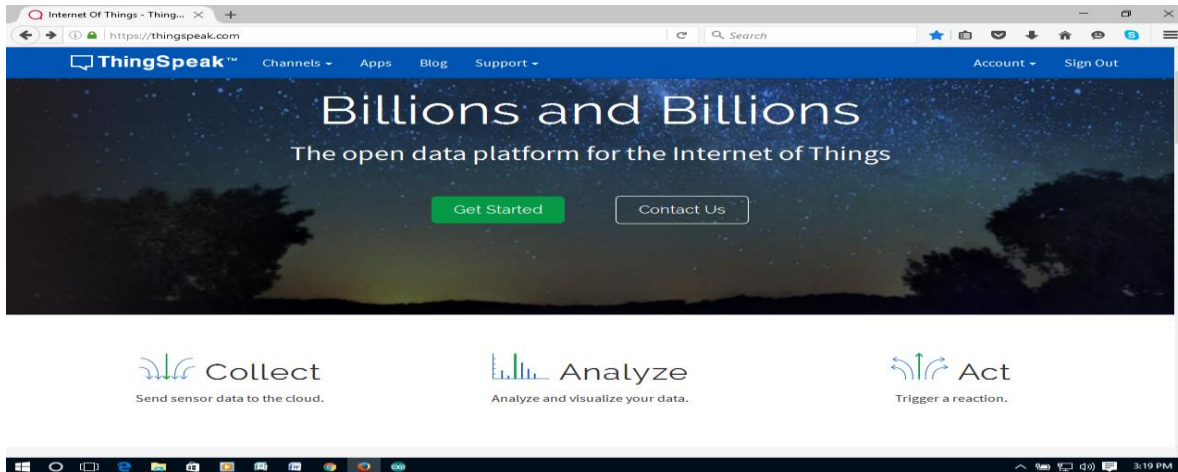 Internet Of Things - Thing...
https://thingspeak.com
Search
ThingSpeak™ Channels Apps Blog Support Account Sign Out
Billions and Billions
The open data platform for the Internet of Things
Get Started Contact Us
Collect Analyze Act
Send sensor data to the cloud. Analyze and visualize your data. Trigger a reaction.
3:19 PM